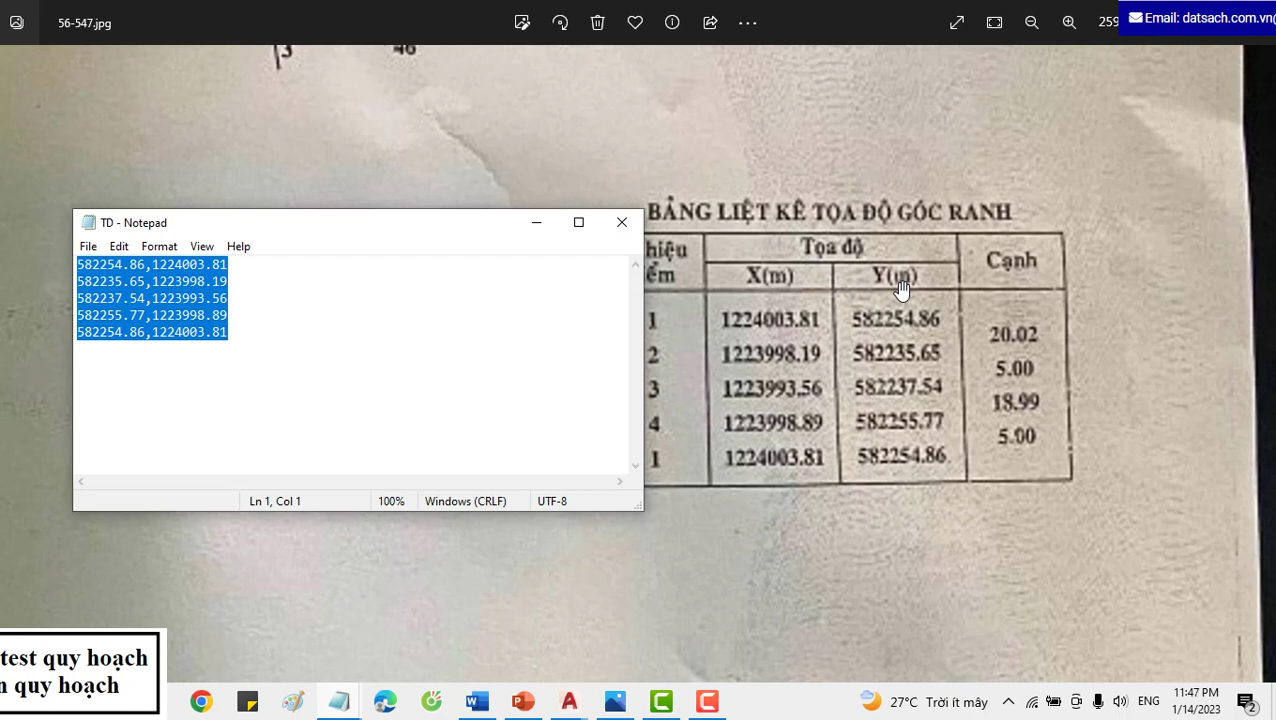 56-547.jpg
259
Email: datsach.com.vn@
46
TD - Notepad
File Edit Format View Help
582254.86,1224003.81
582235.65,1223998.19
582237.54,1223993.56
582255.77,1223998.89
582254.86,1224003.81
Ln 1, Col 1 100% Windows (CRLF) UTF-8
BẢNG LIỆT KÊ TỌA ĐỘ GÓC RANH
hiệu Tọa độ Cạnh
ểm X(m) Y(m)
1 1224003.81 582254.86
20.02
2 1223998.19 582235.65
5.00
3 1223993.56 582237.54
18.99
4 1223998.89 582255.77
5.00
1 1224003.81 582254.86
test quy hoạch
n quy hoạch
27°C Trời ít mây ENG 11:47 PM
1/14/2023
2